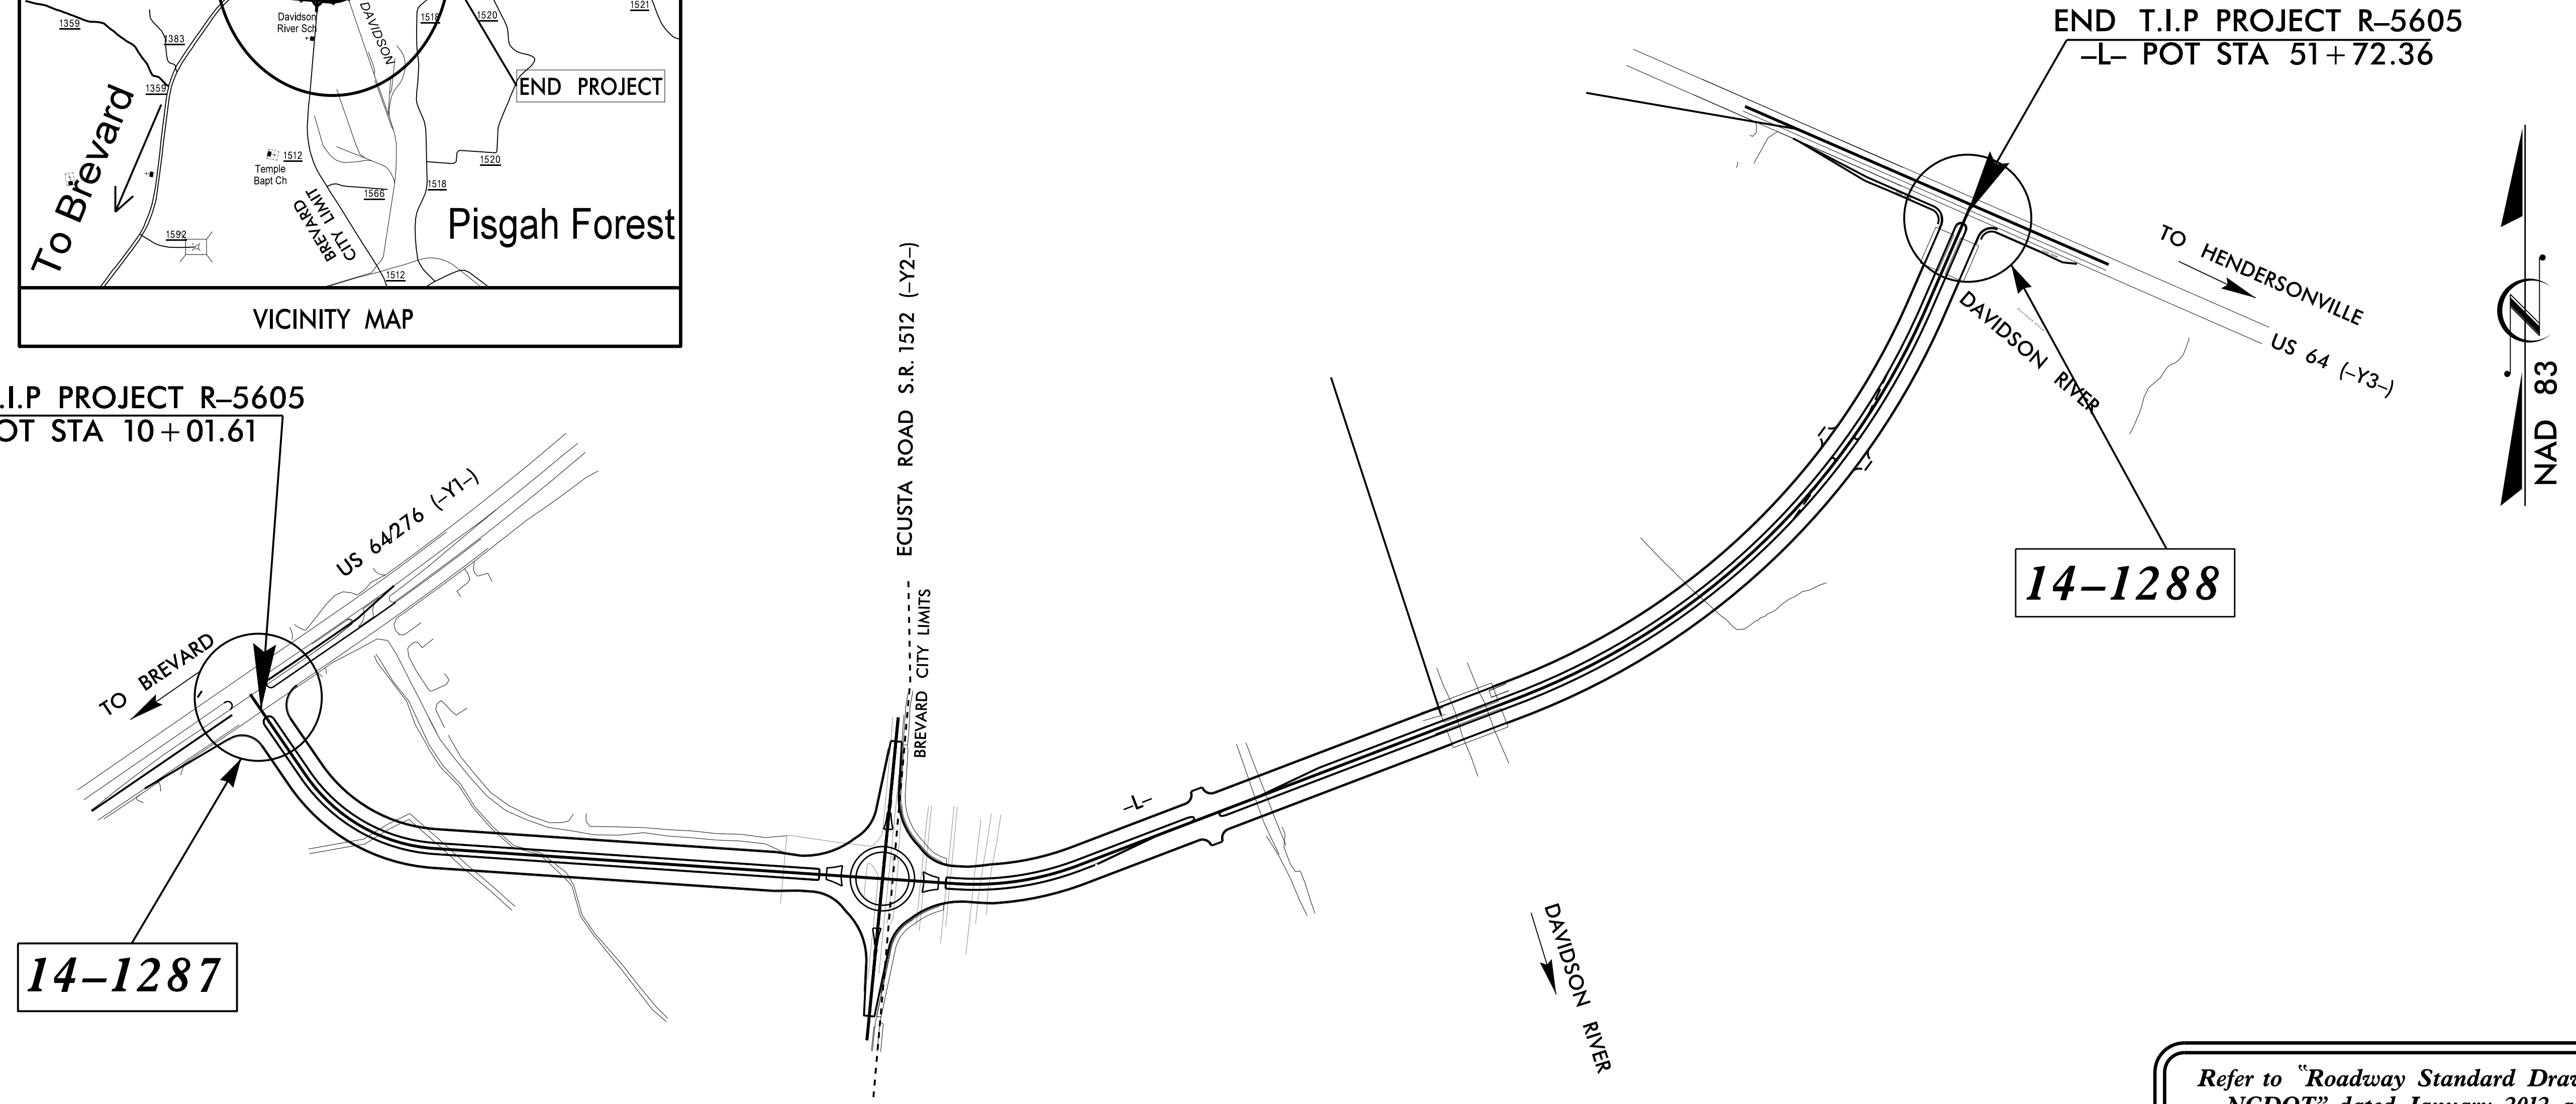 1359
1383
1359
Davidson
River Sch
DAVIDSON
1518
1520
1521
END PROJECT
To Brevard
1512
Temple
Bapt Ch
1566
1518
1520
BREVARD
CITY LIMIT
Pisgah Forest
1592
1512
VICINITY MAP
END T.I.P PROJECT R–5605
–L– POT STA 51+72.36
.I.P PROJECT R–5605
OT STA 10+01.61
US 64/276 (–Y1–)
TO BREVARD
14–1287
ECUSTA ROAD S.R. 1512 (–Y2–)
BREVARD CITY LIMITS
–L–
DAVIDSON RIVER
TO HENDERSONVILLE
US 64 (–Y3–)
DAVIDSON RIVER
14–1288
NAD 83
Refer to "Roadway Standard Draw
NCDOT" dated January 2012 a